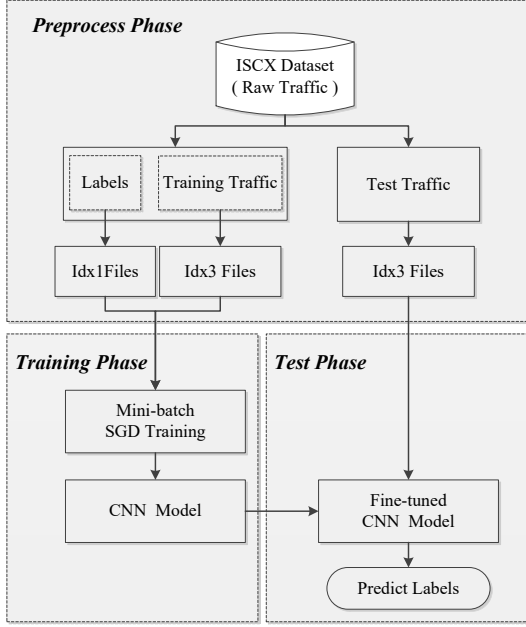 Preprocess Phase
ISCX Dataset
( Raw Traffic )
Labels
Training Traffic
Test Traffic
Idx1Files
Idx3 Files
Idx3 Files
Training Phase
Test Phase
Mini-batch
SGD Training
CNN Model
Fine-tuned
CNN Model
Predict Labels